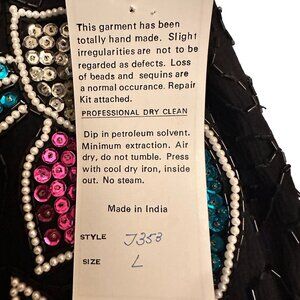 This garment has been
totally hand made. Slight
irregularities are not to be
regarded as defects. Loss
of beads and sequins are
a normal occurance. Repair
Kit attached.
PROFESSIONAL DRY CLEAN
Dip in petroleum solvent.
Minimum extraction. Air
dry, do not tumble. Press
with cool dry iron, inside
out. No steam.
Made in India
STYLE J353
SIZE L